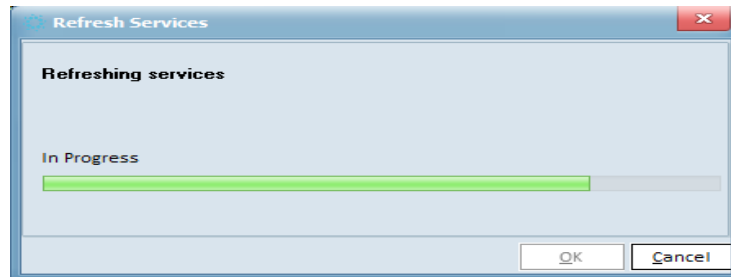 Refresh Services
Refreshing services
In Progress
OK
Cancel